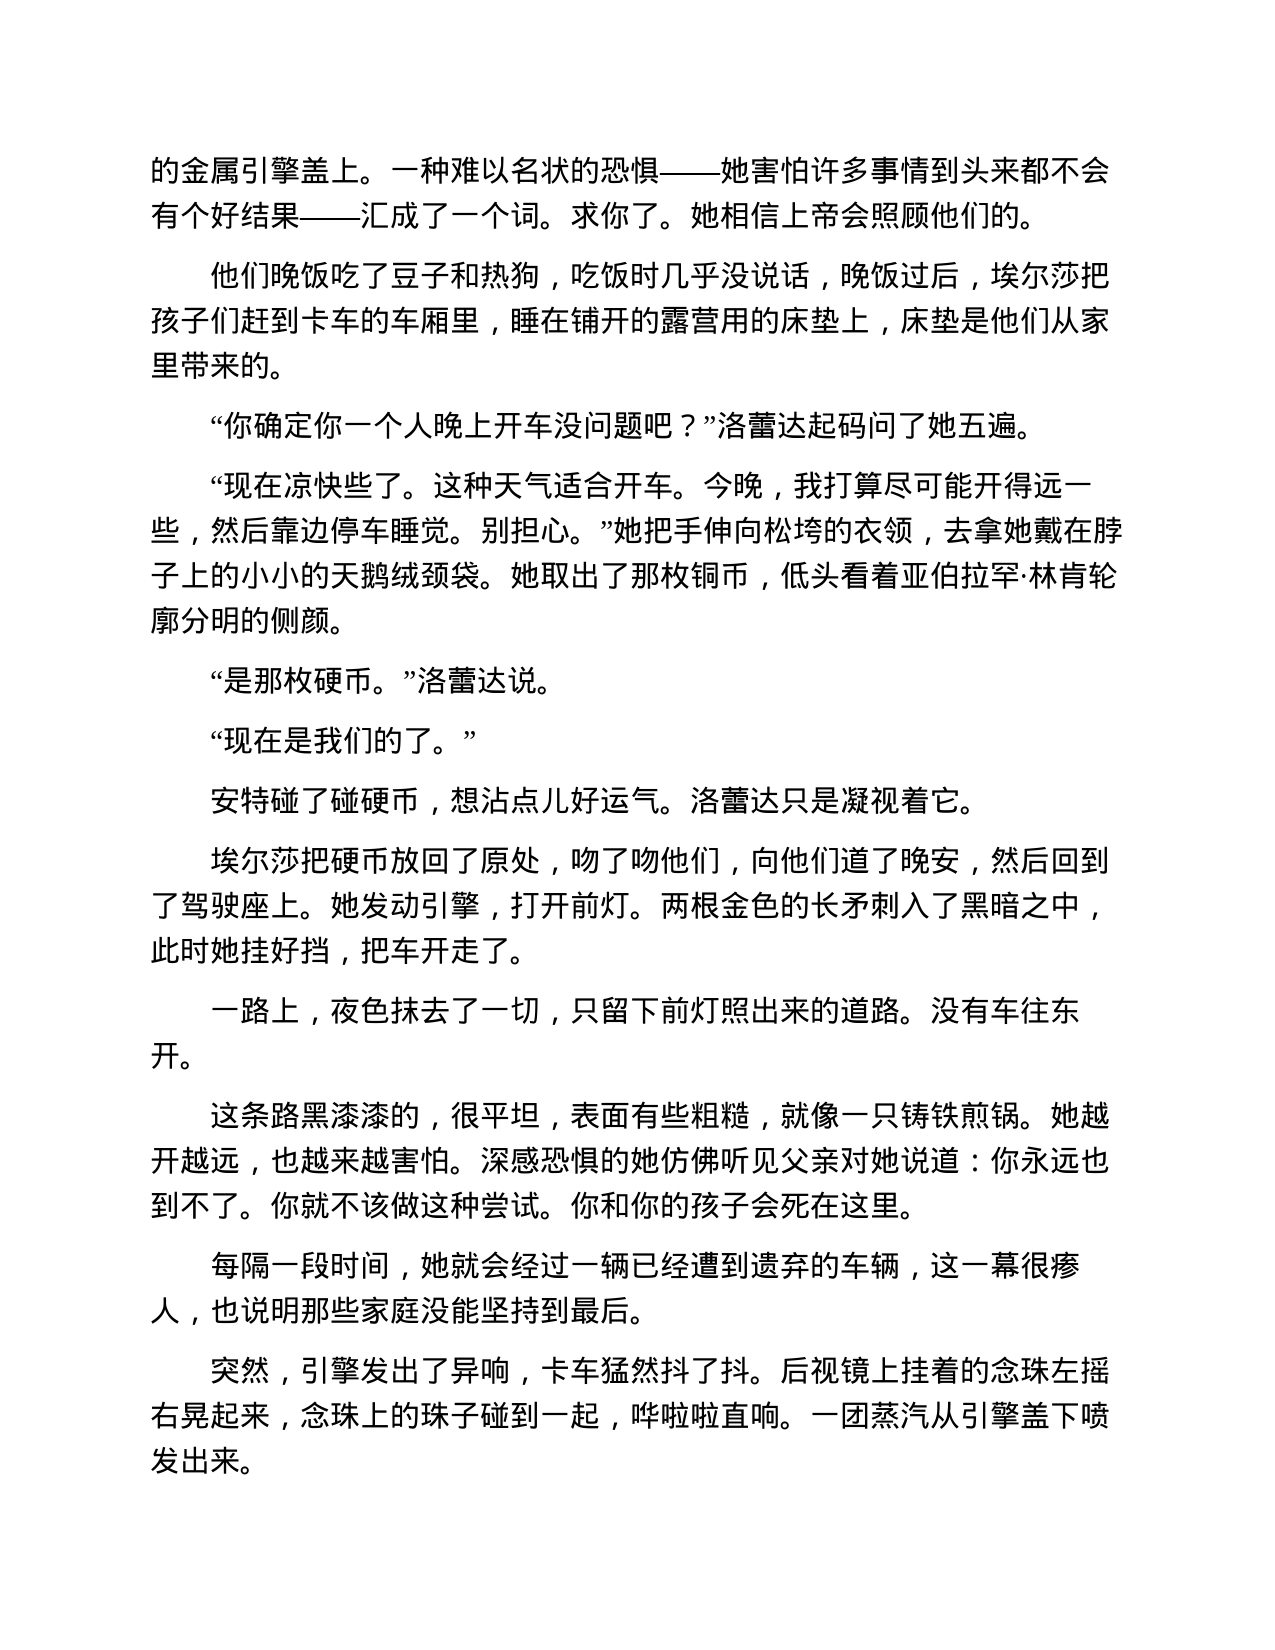 的金属引擎盖上。一种难以名状的恐惧——她害怕许多事情到头来都不会
有个好结果——汇成了一个词。求你了。她相信上帝会照顾他们的。
他们晚饭吃了豆子和热狗，吃饭时几乎没说话，晚饭过后，埃尔莎把
孩子们赶到卡车的车厢里，睡在铺开的露营用的床垫上，床垫是他们从家
里带来的。
“你确定你一个人晚上开车没问题吧？”洛蕾达起码问了她五遍。
“现在凉快些了。这种天气适合开车。今晚，我打算尽可能开得远一
些，然后靠边停车睡觉。别担心。”她把手伸向松垮的衣领，去拿她戴在脖
子上的小小的天鹅绒颈袋。她取出了那枚铜币，低头看着亚伯拉罕·林肯轮
廓分明的侧颜。
“是那枚硬币。”洛蕾达说。
“现在是我们的了。”
安特碰了碰硬币，想沾点儿好运气。洛蕾达只是凝视着它。
埃尔莎把硬币放回了原处，吻了吻他们，向他们道了晚安，然后回到
了驾驶座上。她发动引擎，打开前灯。两根金色的长矛刺入了黑暗之中，
此时她挂好挡，把车开走了。
一路上，夜色抹去了一切，只留下前灯照出来的道路。没有车往东
开。
这条路黑漆漆的，很平坦，表面有些粗糙，就像一只铸铁煎锅。她越
开越远，也越来越害怕。深感恐惧的她仿佛听见父亲对她说道：你永远也
到不了。你就不该做这种尝试。你和你的孩子会死在这里。
每隔一段时间，她就会经过一辆已经遭到遗弃的车辆，这一幕很瘆
人，也说明那些家庭没能坚持到最后。
突然，引擎发出了异响，卡车猛然抖了抖。后视镜上挂着的念珠左摇
右晃起来，念珠上的珠子碰到一起，哗啦啦直响。一团蒸汽从引擎盖下喷
发出来。